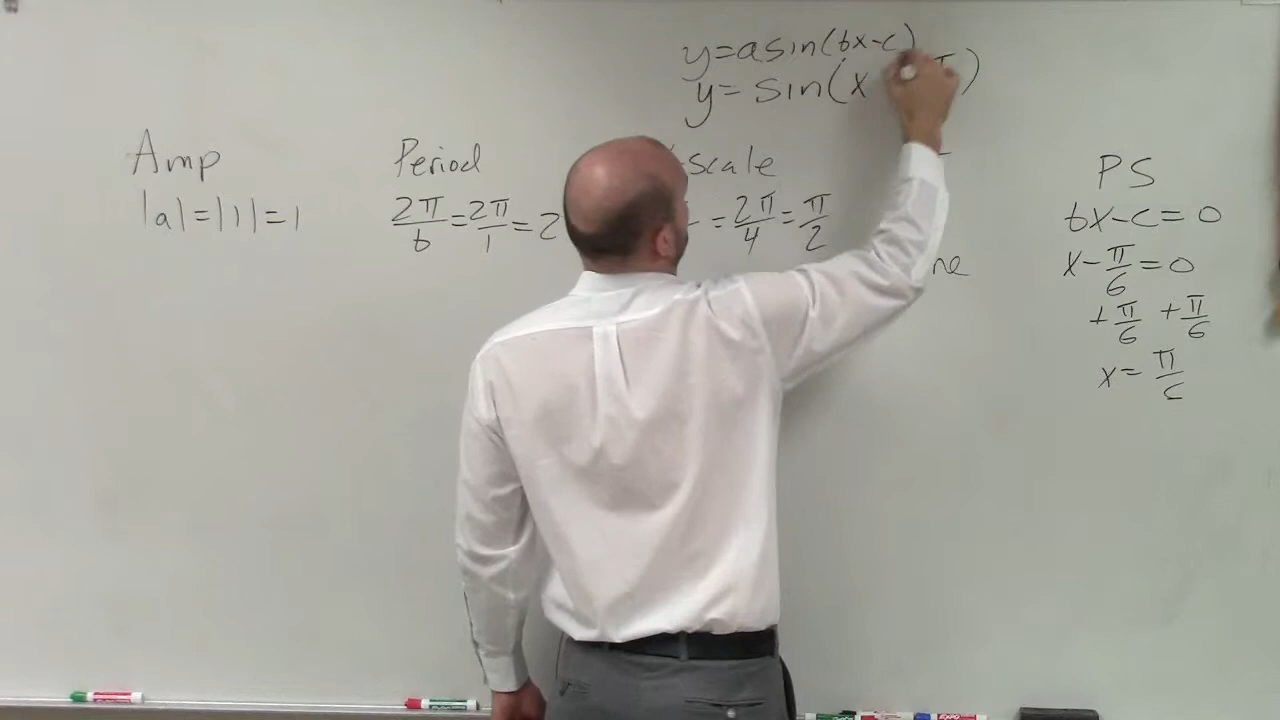 y=asin(bx-c)
y= sin(x π)
Amp
|a|=|1|=1
Period
2π/b=2π/1=2
-scale
=2π/4=π/2
ne
PS
bx-c=0
x-π/6=0
+π/6 +π/6
x=π/6